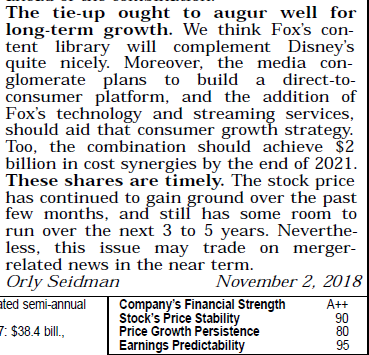 The tie-up ought to augur well for
long-term growth. We think Fox's con-
tent library will complement Disney's
quite nicely. Moreover, the media con-
glomerate plans to build a direct-to-
consumer platform, and the addition of
Fox's technology and streaming services,
should aid that consumer growth strategy.
Too, the combination should achieve $2
billion in cost synergies by the end of 2021.
These shares are timely. The stock price
has continued to gain ground over the past
few months, and still has some room to
run over the next 3 to 5 years. Neverthe-
less, this issue may trade on merger-
related news in the near term.
Orly Seidman November 2, 2018
ated semi-annual
7: $38.4 bill.,
Company's Financial Strength A++
Stock's Price Stability 90
Price Growth Persistence 80
Earnings Predictability 95